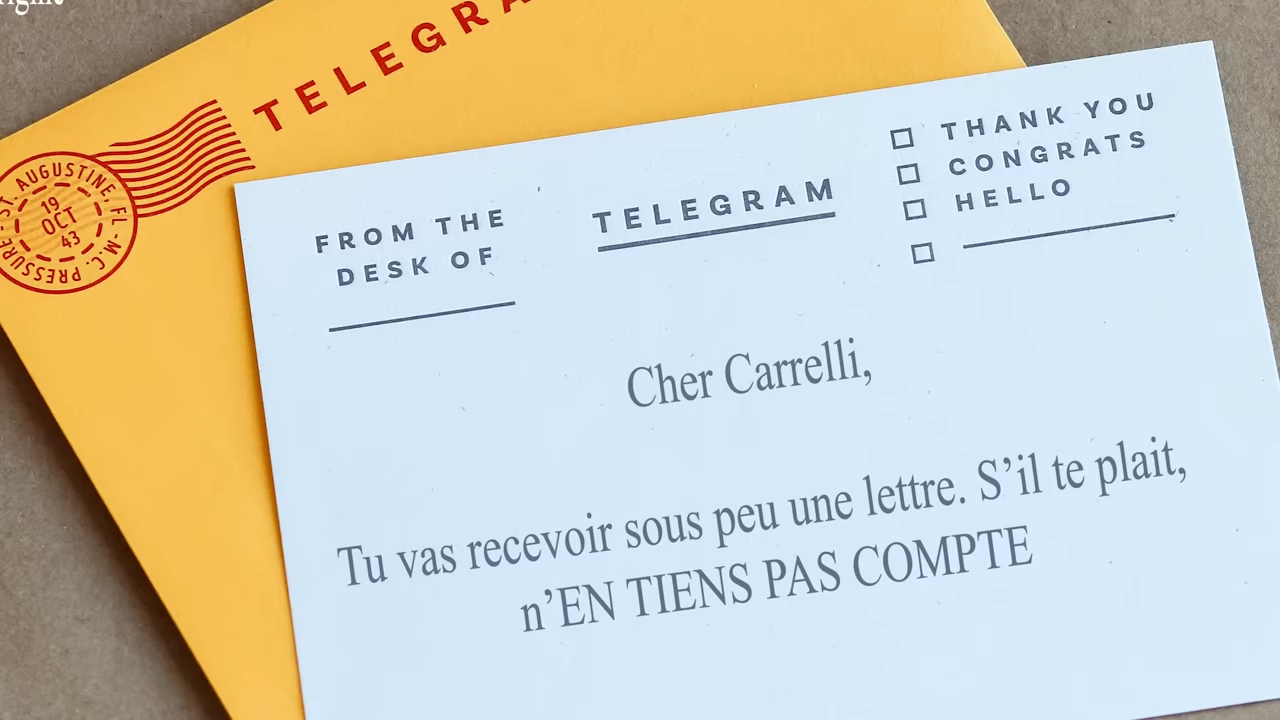 TELEGRA
ST. AUGUSTINE, FL - M.C. PRESSURE -
19
OCT
43
FROM THE
DESK OF
TELEGRAM
THANK YOU
CONGRATS
HELLO
Cher Carrelli,
Tu vas recevoir sous peu une lettre. S’il te plait,
n’EN TIENS PAS COMPTE